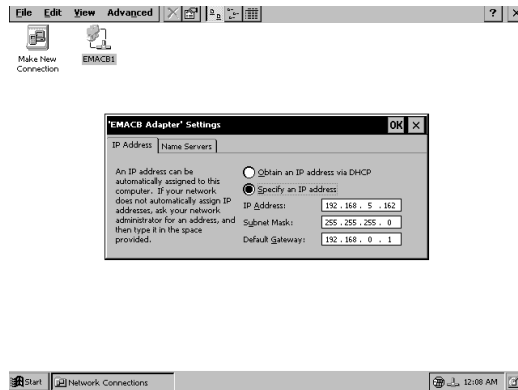 File Edit View Advanced ?
Make New
Connection
EMACB1
'EMACB Adapter' Settings OK
IP Address Name Servers
An IP address can be
automatically assigned to this
computer. If your network
does not automatically assign IP
addresses, ask your network
administrator for an address, and
then type it in the space
provided.
Obtain an IP address via DHCP
Specify an IP address
IP Address: 192 . 168 . 5 . 162
Subnet Mask: 255 . 255 . 255 . 0
Default Gateway: 192 . 168 . 0 . 1
Start Network Connections 12:08 AM